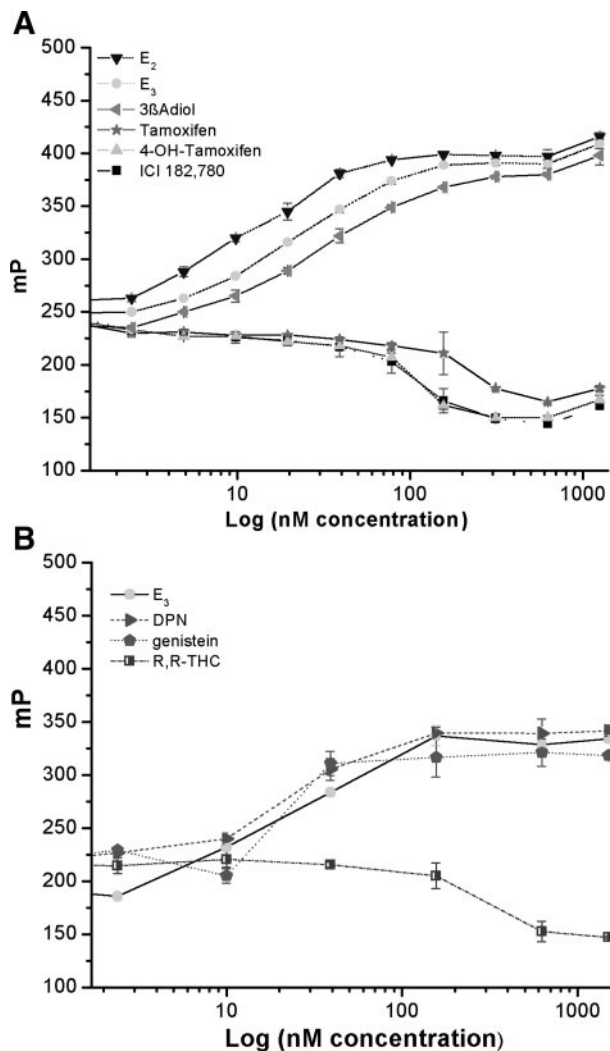 A
500
450
400
350
300
250
200
150
100
mP
E₂
E₃
3ßAdiol
Tamoxifen
4-OH-Tamoxifen
ICI 182,780
10
100
1000
Log (nM concentration)
B
500
450
400
350
300
250
200
150
100
mP
E₃
DPN
genistein
R,R-THC
10
100
1000
Log (nM concentration)